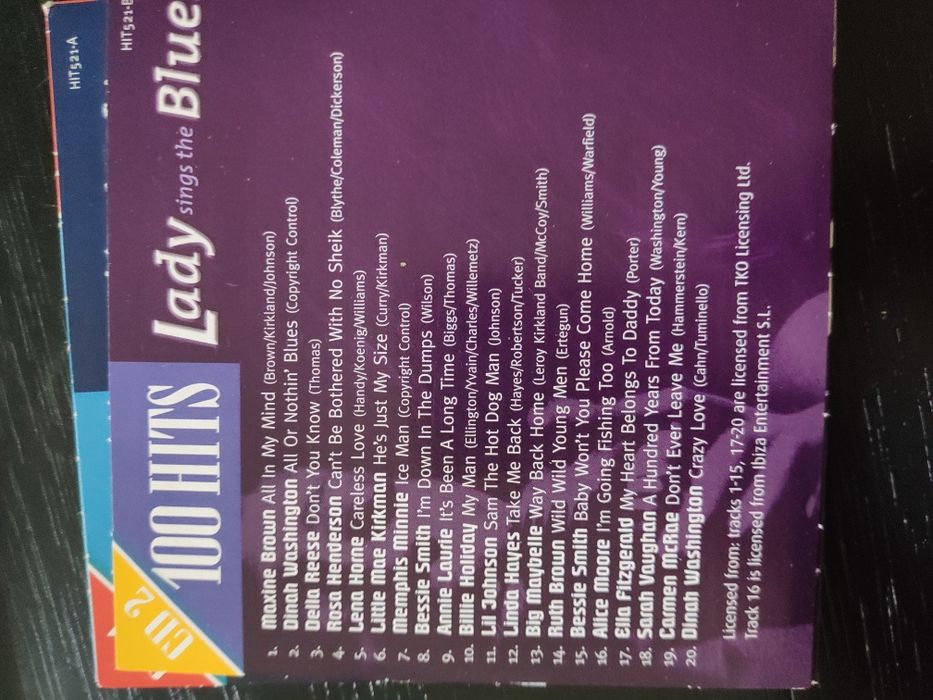 HIT521-A
HIT521-B
CD 2
100 HITS
Lady sings the Blue
1. Maxine Brown All In My Mind (Brown/Kirkland/Johnson)
2. Dinah Washington All Or Nothin' Blues (Copyright Control)
3. Della Reese Don't You Know (Thomas)
4. Rosa Henderson Can't Be Bothered With No Sheik (Blythe/Coleman/Dickerson)
5. Lena Horne Careless Love (Handy/Koenig/Williams)
6. Little Mae Kirkman He's Just My Size (Curry/Kirkman)
7. Memphis Minnie Ice Man (Copyright Control)
8. Bessie Smith I'm Down In The Dumps (Wilson)
9. Annie Laurie It's Been A Long Time (Biggs/Thomas)
10. Billie Holiday My Man (Ellington/Yvain/Charles/Willemetz)
11. Lil Johnson Sam The Hot Dog Man (Johnson)
12. Linda Hayes Take Me Back (Hayes/Robertson/Tucker)
13. Big Maybelle Way Back Home (Leroy Kirkland Band/McCoy/Smith)
14. Ruth Brown Wild Wild Young Men (Ertegun)
15. Bessie Smith Baby Won't You Please Come Home (Williams/Warfield)
16. Alice Moore I'm Going Fishing Too (Arnold)
17. Ella Fitzgerald My Heart Belongs To Daddy (Porter)
18. Sarah Vaughan A Hundred Years From Today (Washington/Young)
19. Carmen McRae Don't Ever Leave Me (Hammerstein/Kern)
20. Dinah Washington Crazy Love (Cahn/Tuminello)
Licensed from; tracks 1-15, 17-20 are licensed from TKO Licensing Ltd.
Track 16 is licensed from Ibiza Entertainment S.L.